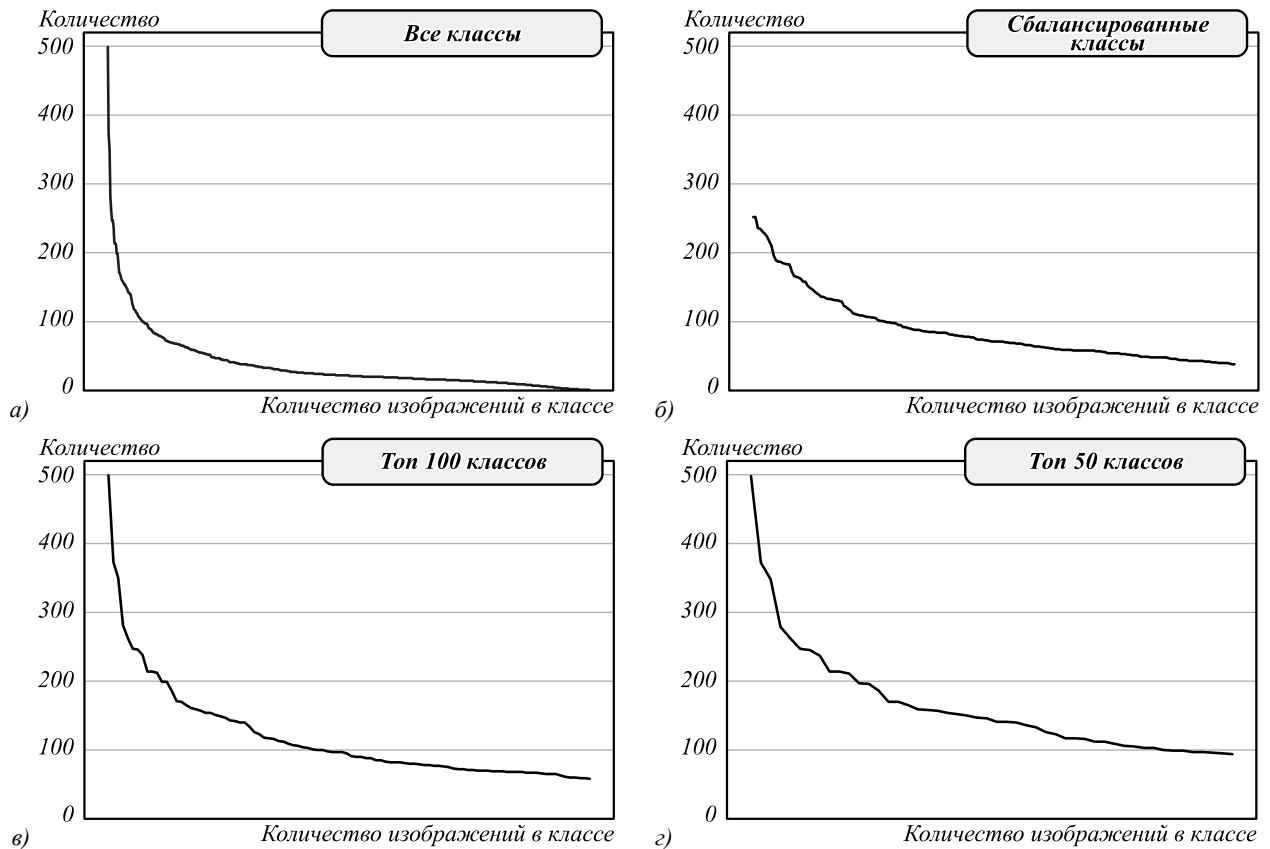 Количество
Все классы
500
400
300
200
100
0
а)
Количество изображений в классе
Количество
Сбалансированные
классы
500
400
300
200
100
0
б)
Количество изображений в классе
Количество
Топ 100 классов
500
400
300
200
100
0
в)
Количество изображений в классе
Количество
Топ 50 классов
500
400
300
200
100
0
г)
Количество изображений в классе